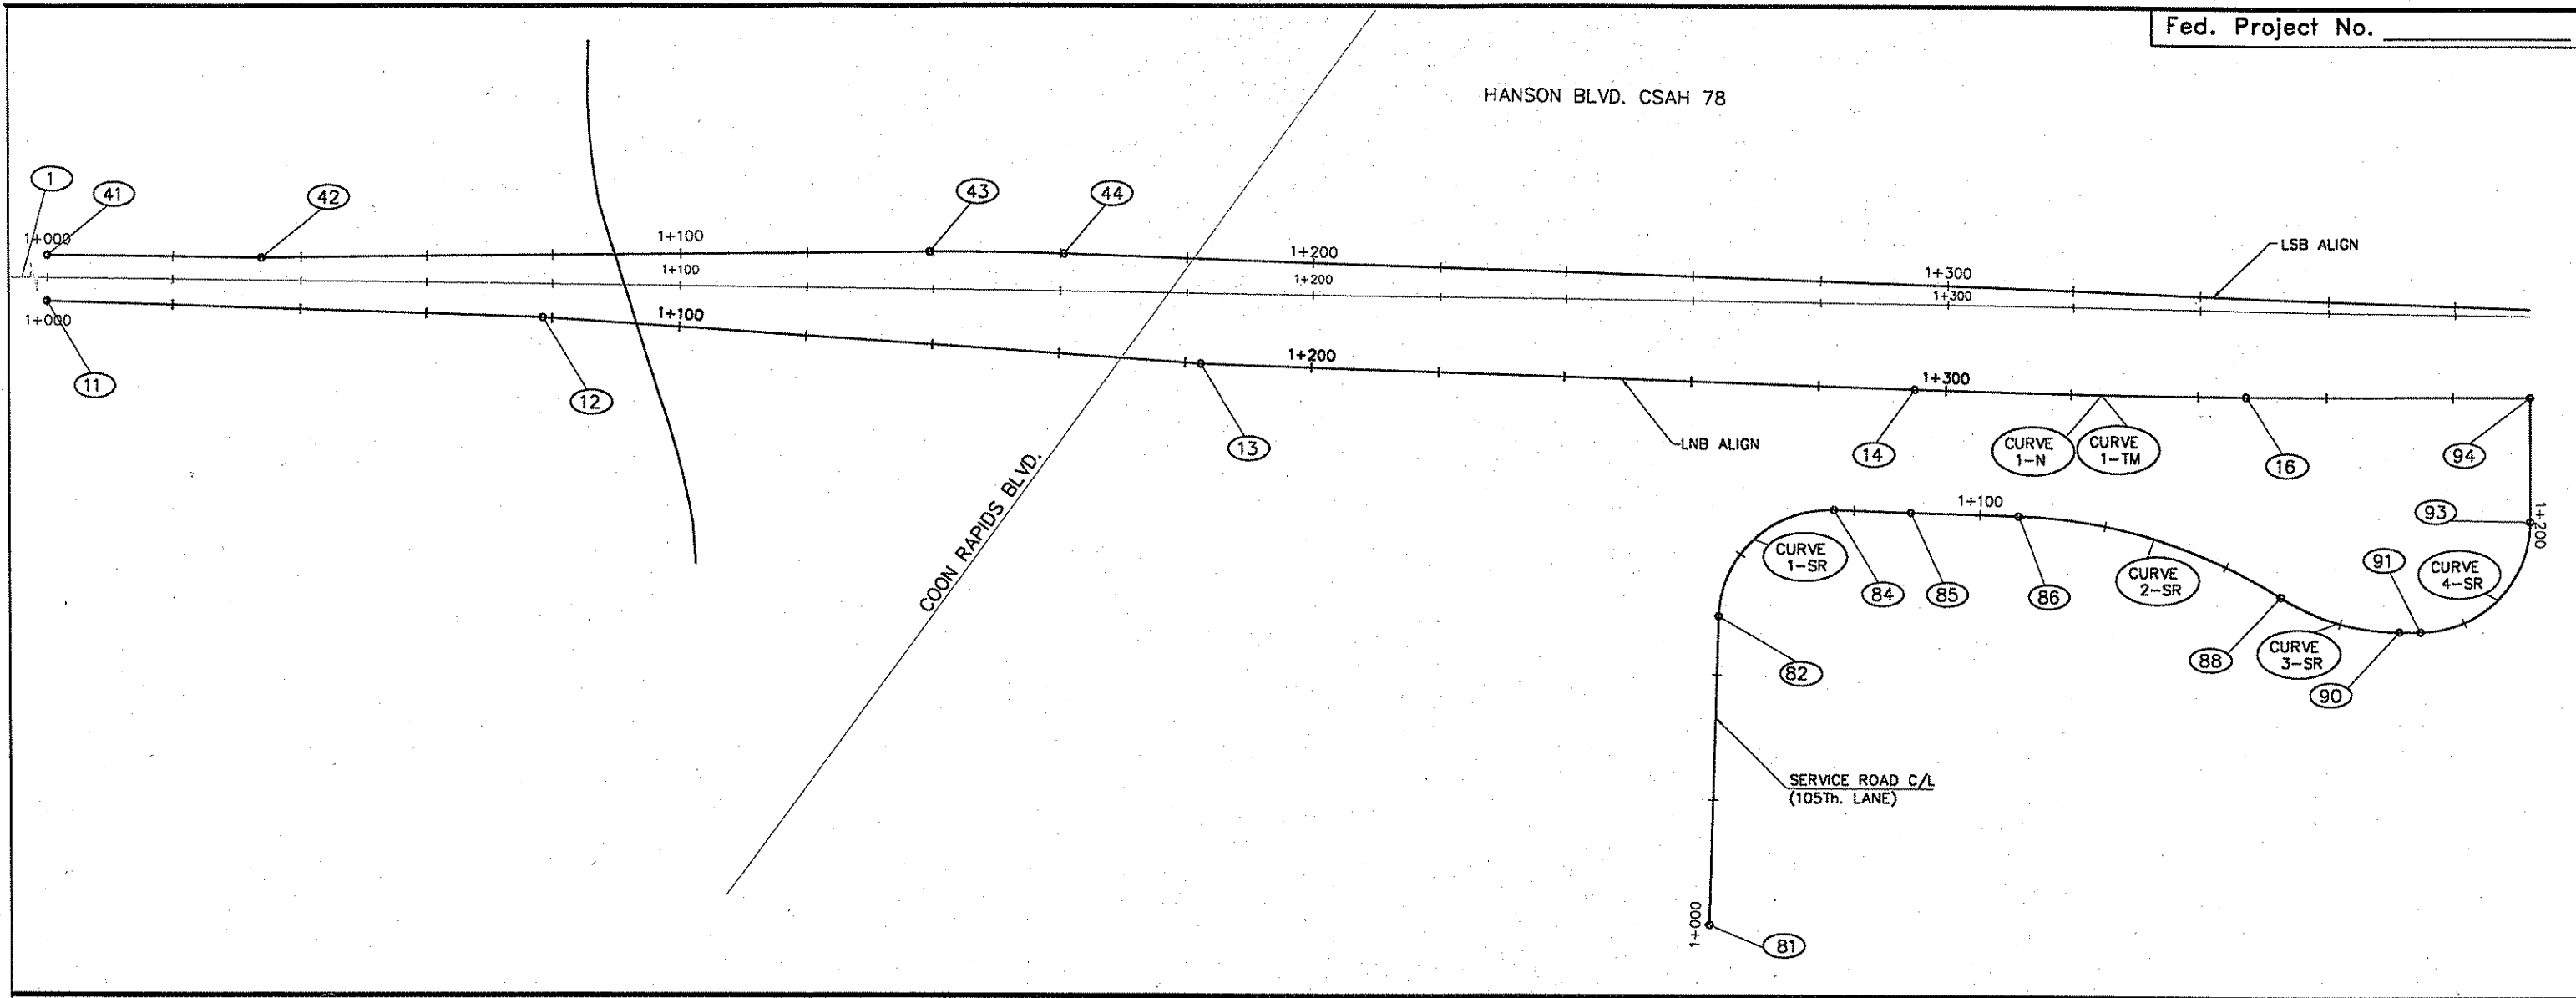 Fed. Project No.
HANSON BLVD. CSAH 78
1
41
42
43
44
1+000
1+100
1+200
1+300
LSB ALIGN
1+100
1+200
1+300
1+000
1+100
1+200
1+300
11
12
13
LNB ALIGN
14
CURVE
1-N
CURVE
1-TM
16
94
COON RAPIDS BLVD.
1+100
93
1+200
CURVE
1-SR
84
85
86
CURVE
2-SR
91
CURVE
4-SR
88
CURVE
3-SR
90
82
SERVICE ROAD C/L
(105Th. LANE)
1+000
81